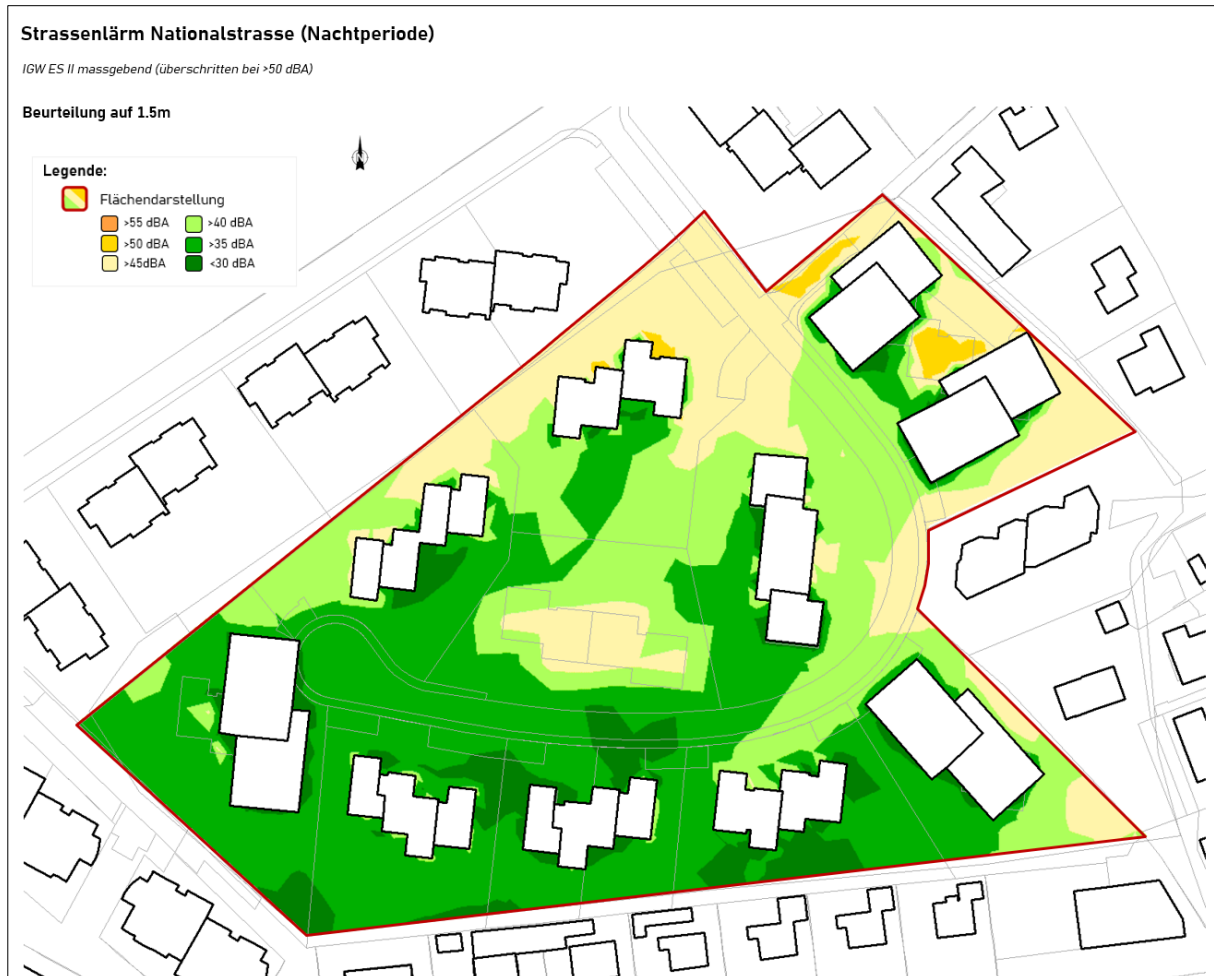 Strassenlärm Nationalstrasse (Nachtperiode)
IGW ES II massgebend (überschritten bei >50 dBA)
Beurteilung auf 1.5m
Legende:
Flächendarstellung
>55 dBA >40 dBA
>50 dBA >35 dBA
>45dBA <30 dBA